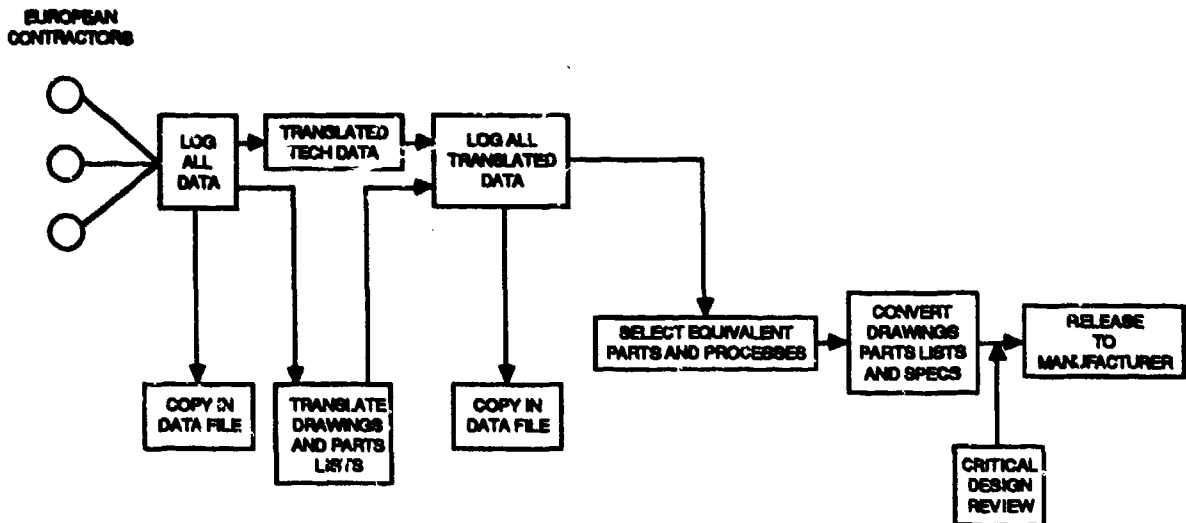 EUROPEAN
CONTRACTORS
LOG
ALL
DATA
TRANSLATED
TECH DATA
LOG ALL
TRANSLATED
DATA
COPY IN
DATA FILE
TRANSLATE
DRAWINGS
AND PARTS
LISTS
COPY IN
DATA FILE
SELECT EQUIVALENT
PARTS AND PROCESSES
CONVERT
DRAWINGS
PARTS LISTS
AND SPECS
RELEASE
TO
MANUFACTURER
CRITICAL
DESIGN
REVIEW